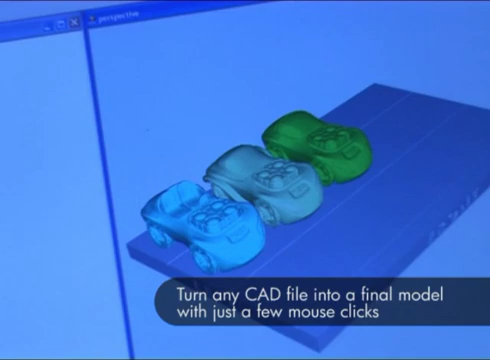 perspective
Turn any CAD file into a final model
with just a few mouse clicks